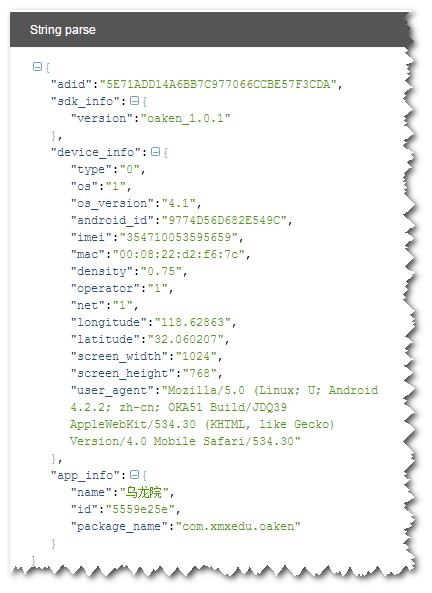 String parse
{
"adid":"5E71ADD14A6BB7C977066CCBE57F3CDA",
"sdk_info":{
"version":"oaken_1.0.1"
},
"device_info":{
"type":"0",
"os":"1",
"os_version":"4.1",
"android_id":"9774D56D682E549C",
"imei":"354710053595659",
"mac":"00:08:22:d2:f6:7c",
"density":"0.75",
"operator":"1",
"net":"1",
"longitude":"118.62863",
"latitude":"32.060207",
"screen_width":"1024",
"screen_height":"768",
"user_agent":"Mozilla/5.0 (Linux; U; Android
4.2.2; zh-cn; OKA51 Build/JDQ39
AppleWebKit/534.30 (KHTML, like Gecko)
Version/4.0 Mobile Safari/534.30"
},
"app_info":{
"name":"乌龙院",
"id":"5559e25e",
"package_name":"com.xmxedu.oaken"
}
}